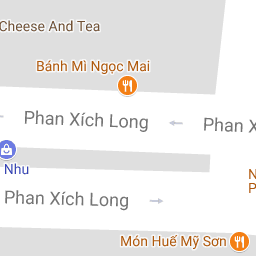 Cheese And Tea
Bánh Mì Ngọc Mai
Phan Xích Long
Phan X
Nhu
N
P
Phan Xích Long
Món Huế Mỹ Sơn